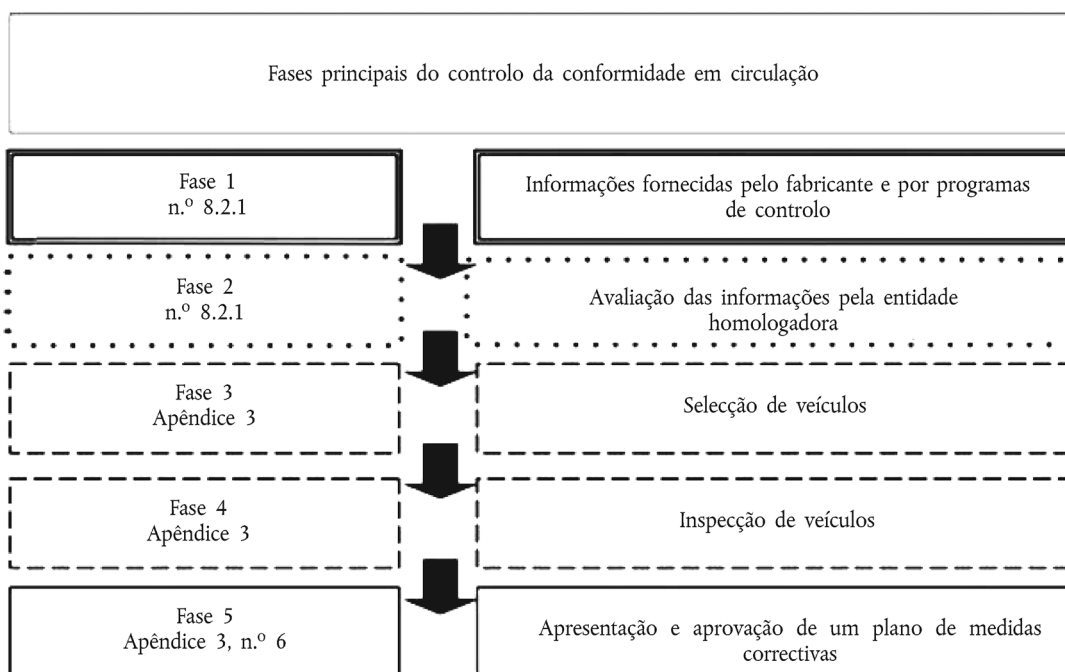 Fases principais do controlo da conformidade em circulação
Fase 1
n.º 8.2.1
Informações fornecidas pelo fabricante e por programas
de controlo
Fase 2
n.º 8.2.1
Avaliação das informações pela entidade
homologadora
Fase 3
Apêndice 3
Selecção de veículos
Fase 4
Apêndice 3
Inspecção de veículos
Fase 5
Apêndice 3, n.º 6
Apresentação e aprovação de um plano de medidas
correctivas